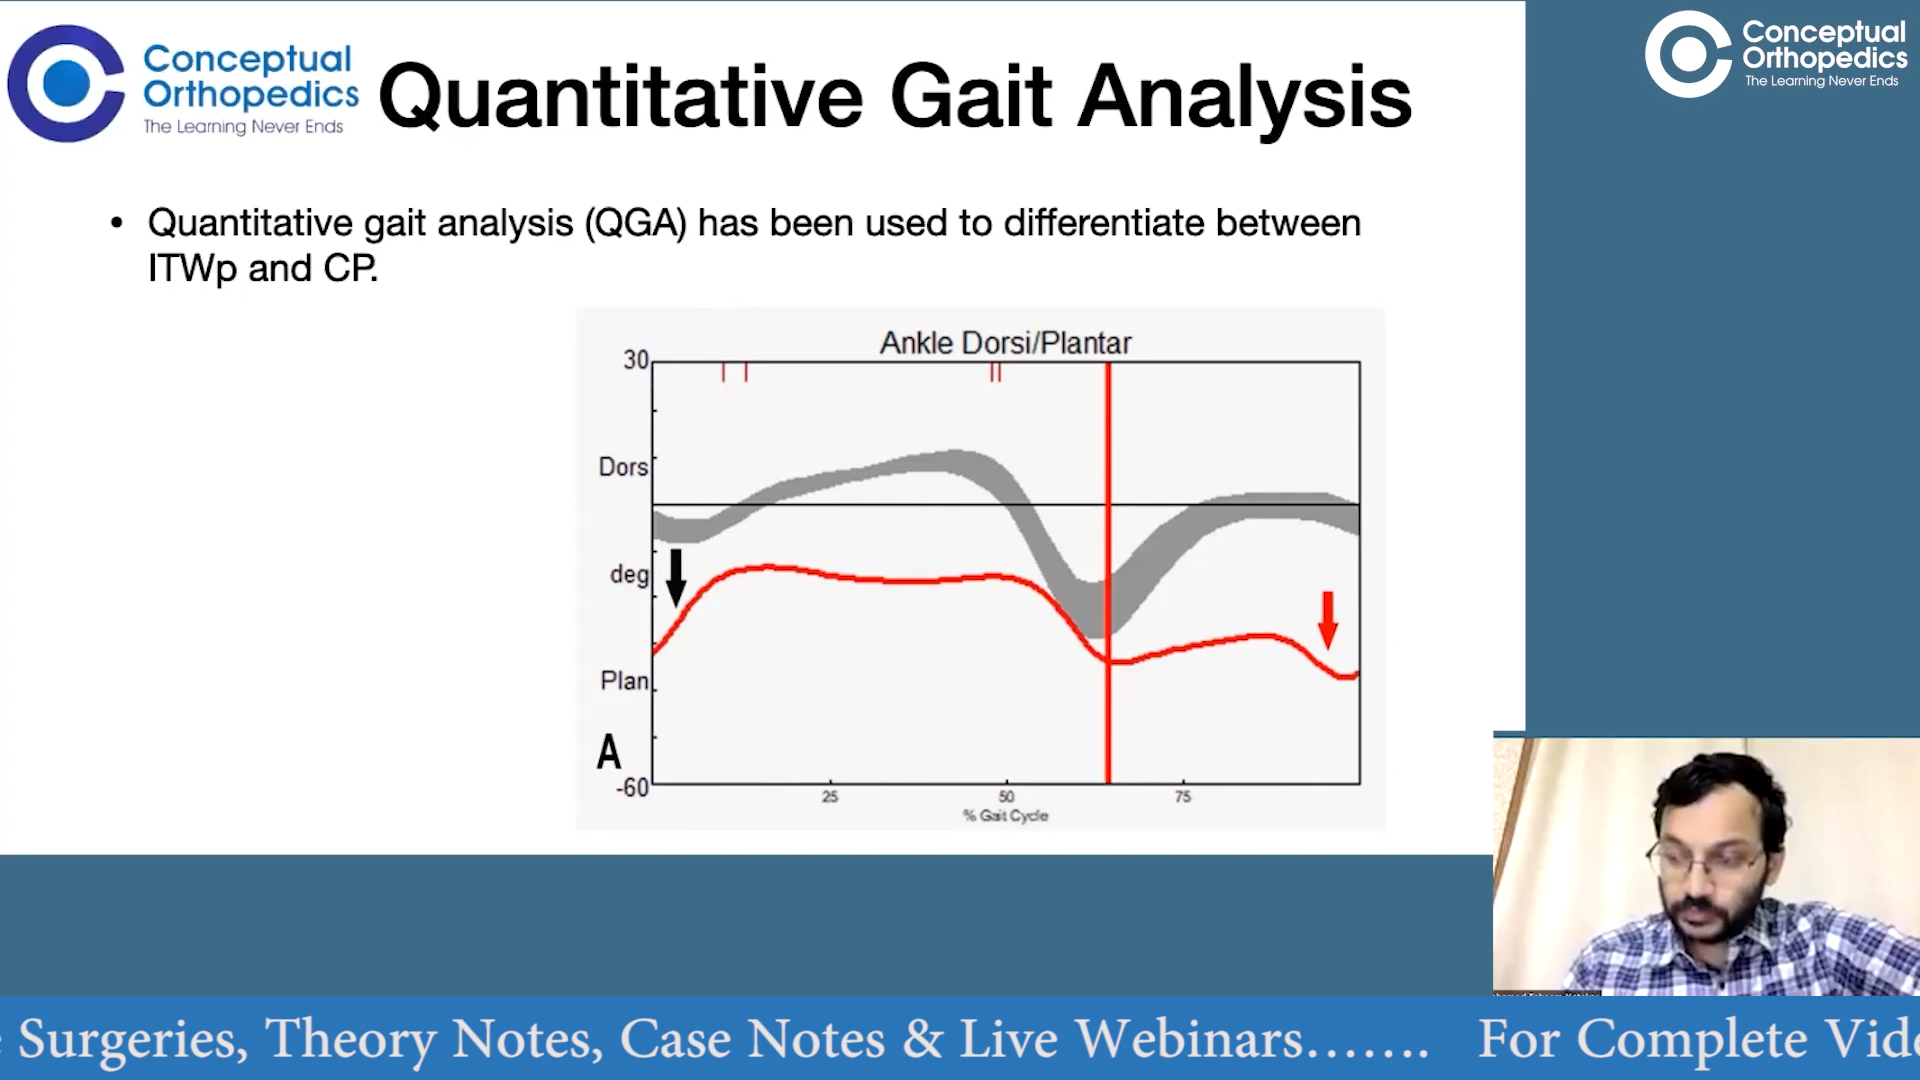 Conceptual
Orthopedics
The Learning Never Ends
Quantitative Gait Analysis
Conceptual
Orthopedics
The Learning Never Ends
• Quantitative gait analysis (QGA) has been used to differentiate between
ITWp and CP.
Ankle Dorsi/Plantar
30
Dors
deg
Plan
A
-60
25
50
75
% Gait Cycle
Surgeries, Theory Notes, Case Notes & Live Webinars....... For Complete